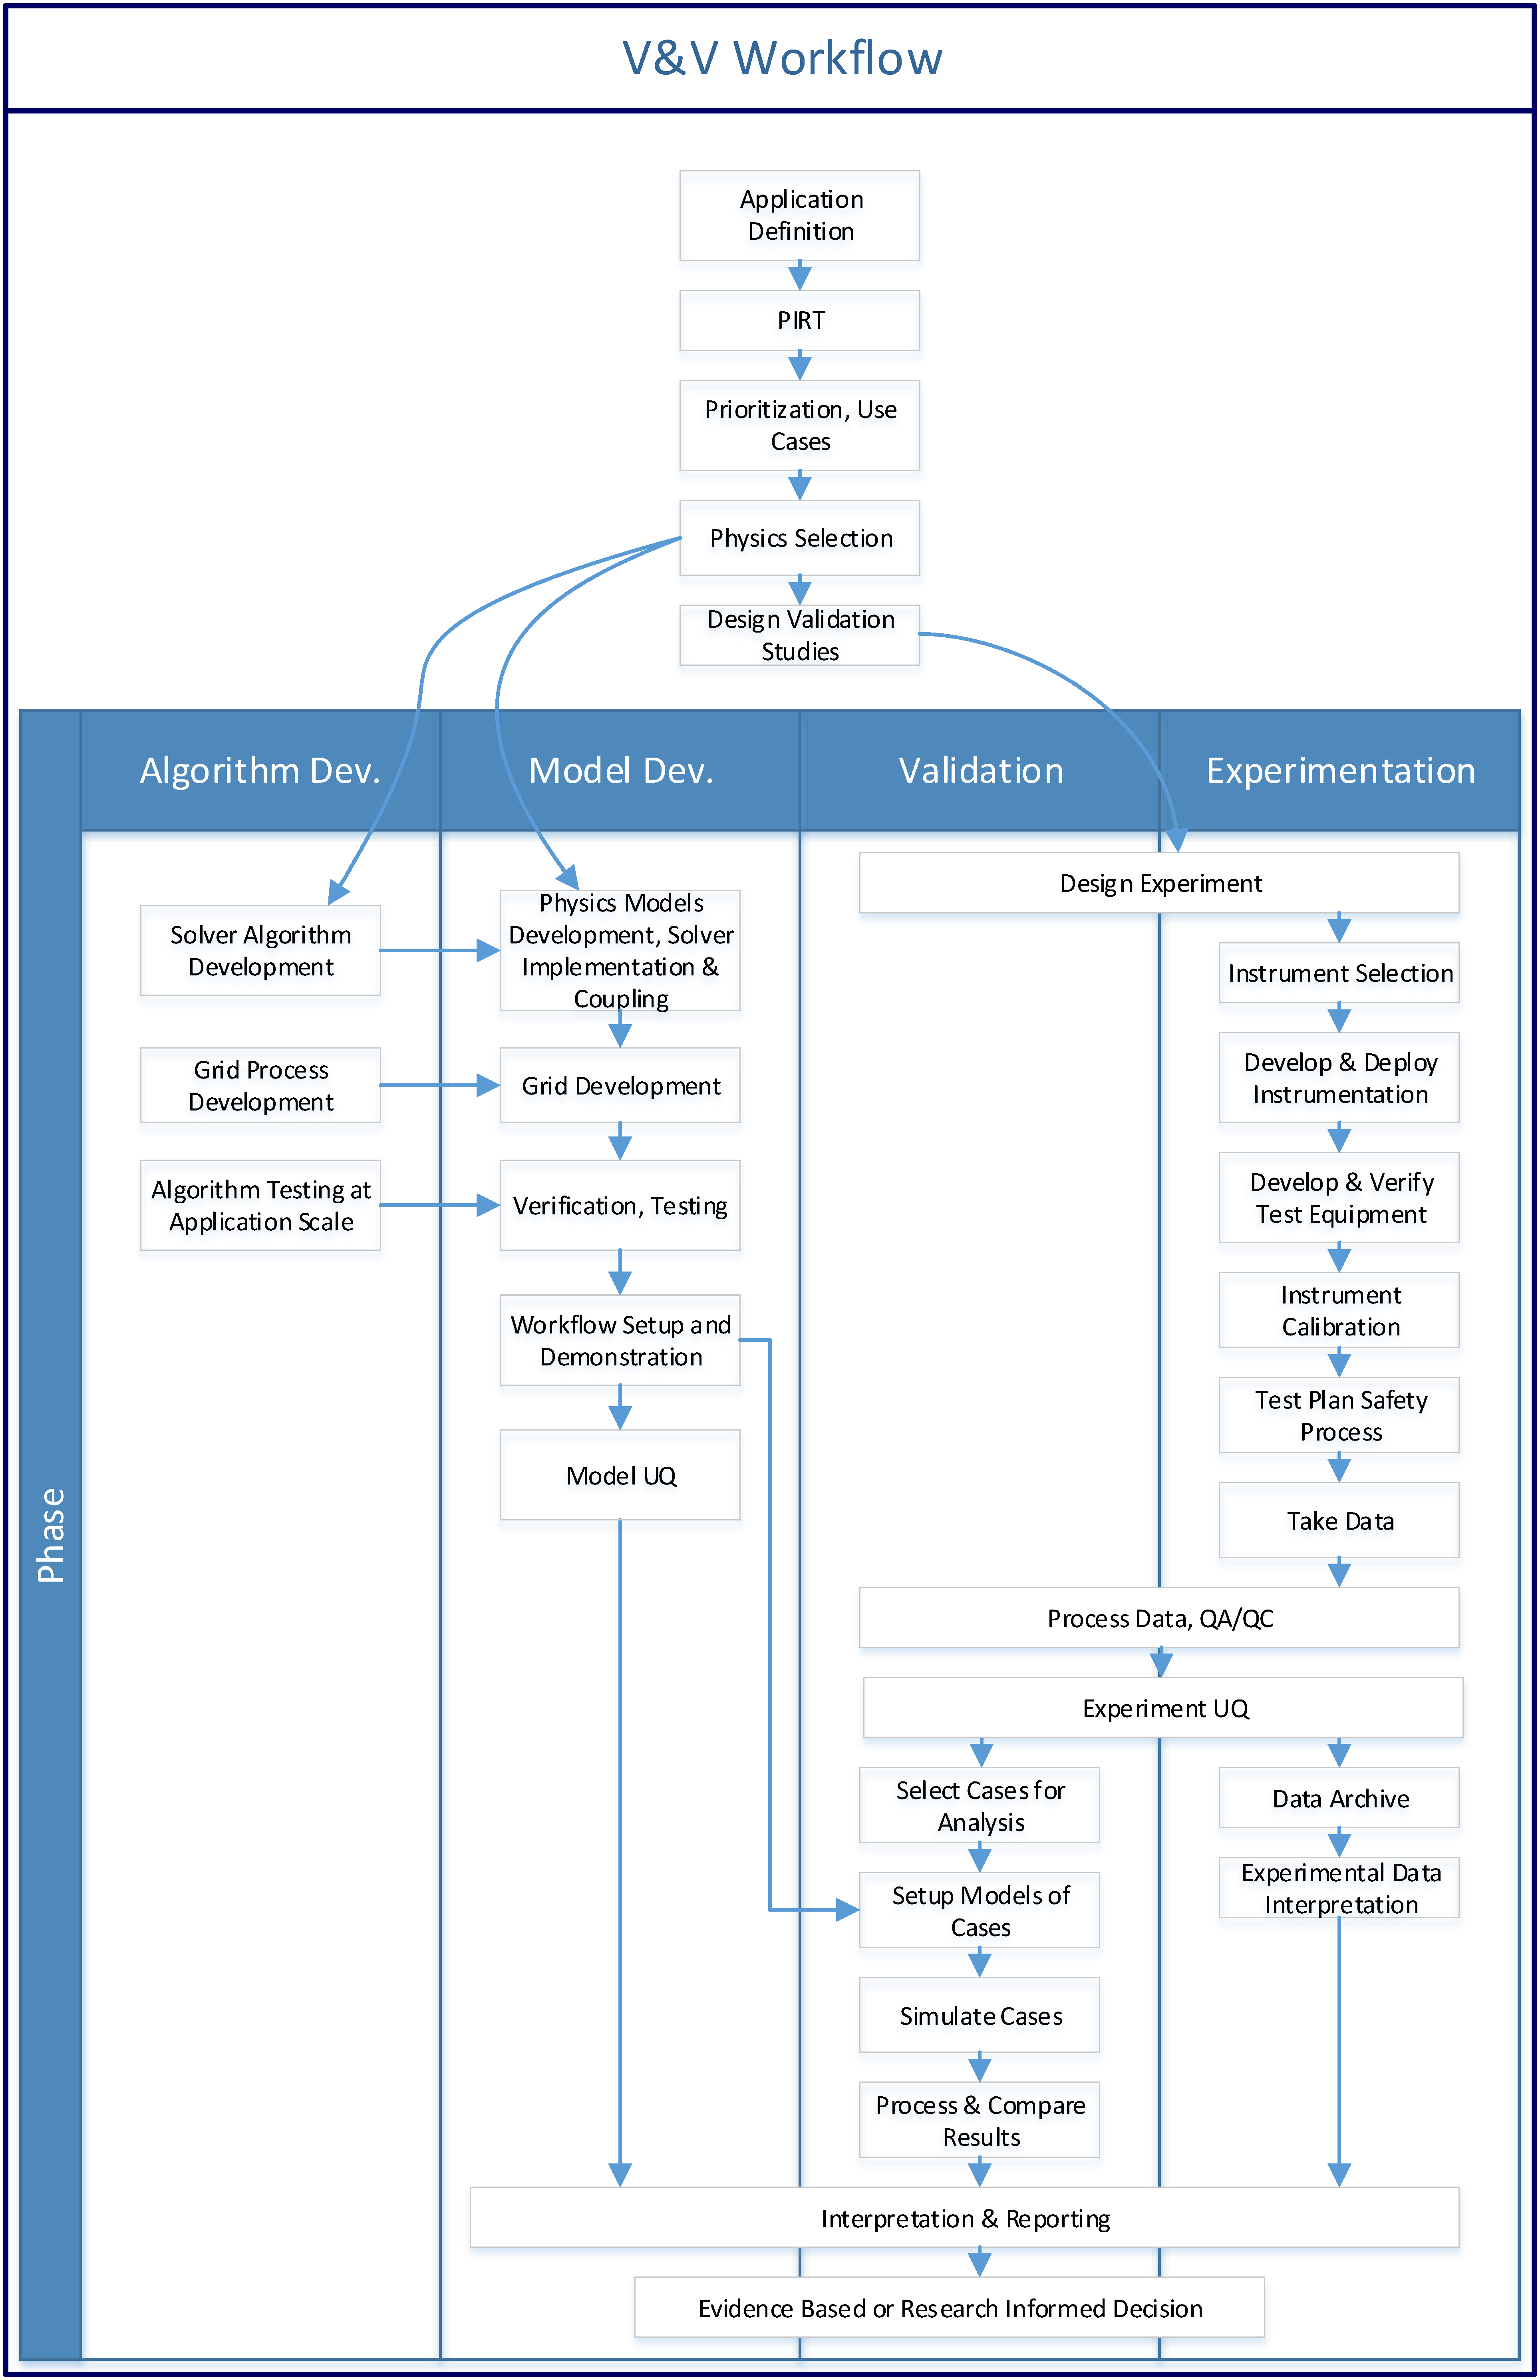 V&V Workflow
Application
Definition
PIRT
Prioritization, Use
Cases
Physics Selection
Design Validation
Studies
Phase
Algorithm Dev.
Model Dev.
Validation
Experimentation
Solver Algorithm
Development
Grid Process
Development
Algorithm Testing at
Application Scale
Physics Models
Development, Solver
Implementation &
Coupling
Grid Development
Verification, Testing
Workflow Setup and
Demonstration
Model UQ
Design Experiment
Instrument Selection
Develop & Deploy
Instrumentation
Develop & Verify
Test Equipment
Instrument
Calibration
Test Plan Safety
Process
Take Data
Process Data, QA/QC
Experiment UQ
Select Cases for
Analysis
Setup Models of
Cases
Simulate Cases
Process & Compare
Results
Data Archive
Experimental Data
Interpretation
Interpretation & Reporting
Evidence Based or Research Informed Decision